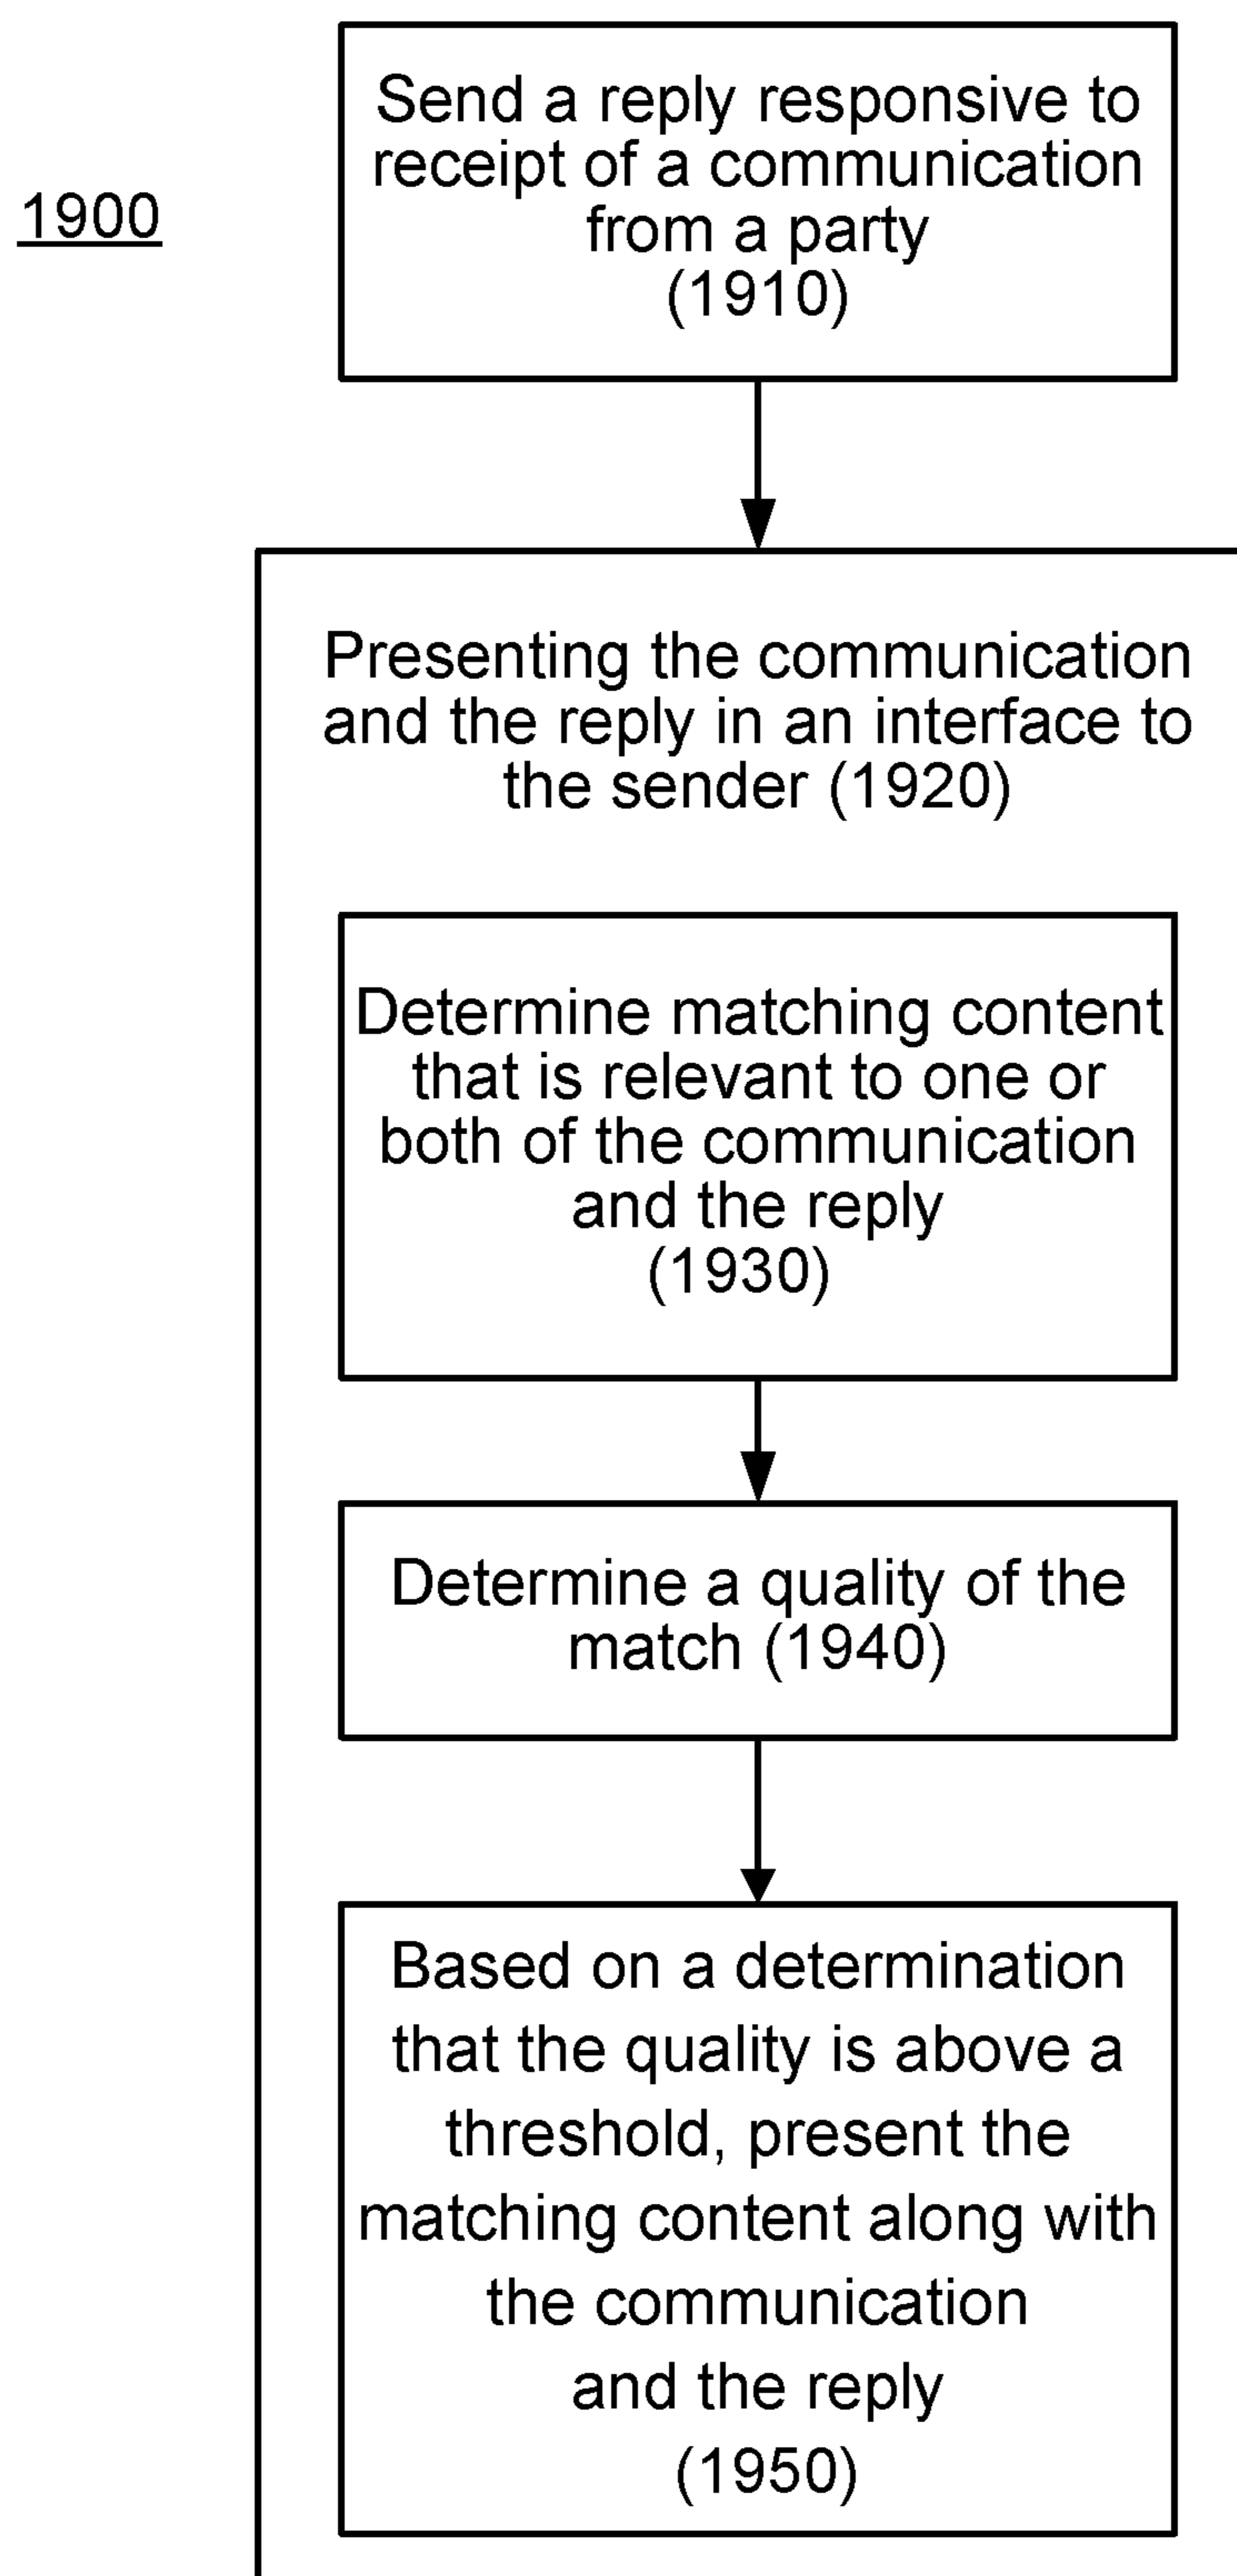 Send a reply responsive to
receipt of a communication
from a party
(1910)
1900
Presenting the communication
and the reply in an interface to
the sender (1920)
Determine matching content
that is relevant to one or
both of the communication
and the reply
(1930)
Determine a quality of the
match (1940)
Based on a determination
that the quality is above a
threshold, present the
matching content along with
the communication
and the reply
(1950)